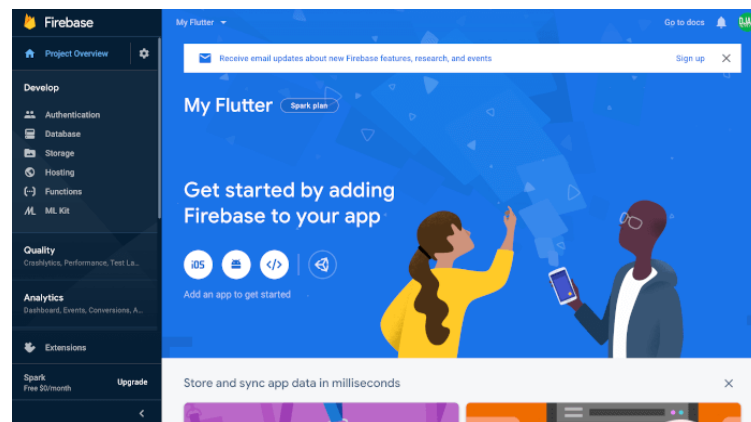 Firebase
My Flutter
Go to docs
Project Overview
Receive email updates about new Firebase features, research, and events
Sign up
Develop
Authentication
Database
Storage
Hosting
Functions
ML Kit
My Flutter
Spark plan
Get started by adding
Firebase to your app
iOS
Add an app to get started
Quality
Crashlytics, Performance, Test La...
Analytics
Dashboard, Events, Conversions, A...
Extensions
Spark
Free $0/month
Upgrade
Store and sync app data in milliseconds